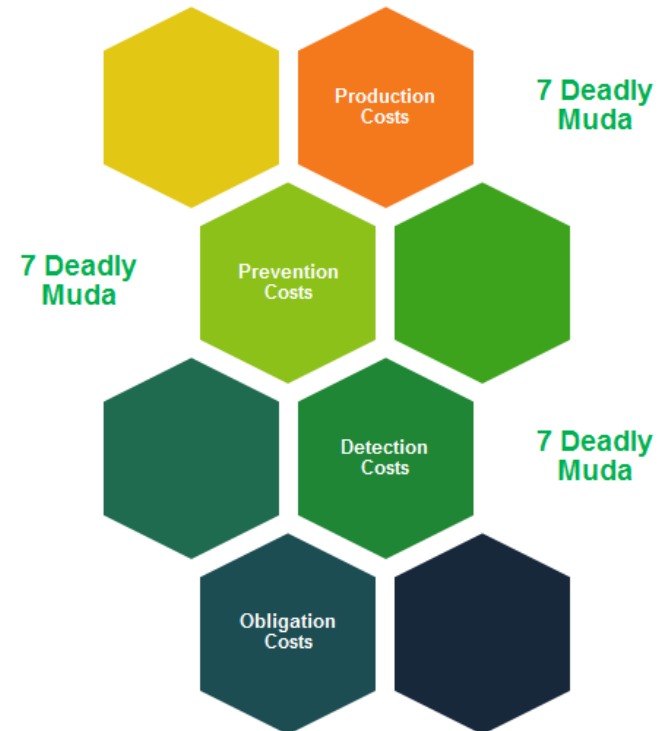 Production
Costs
7 Deadly
Muda
7 Deadly
Muda
Prevention
Costs
Detection
Costs
7 Deadly
Muda
Obligation
Costs